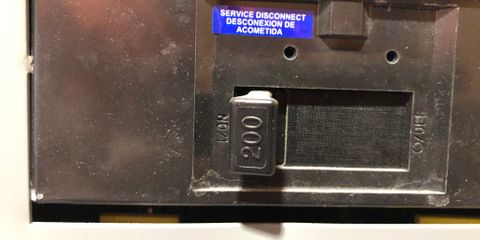 SERVICE DISCONNECT
DESCONEXION DE
ACOMETIDA
I/ON
200
O/OFF